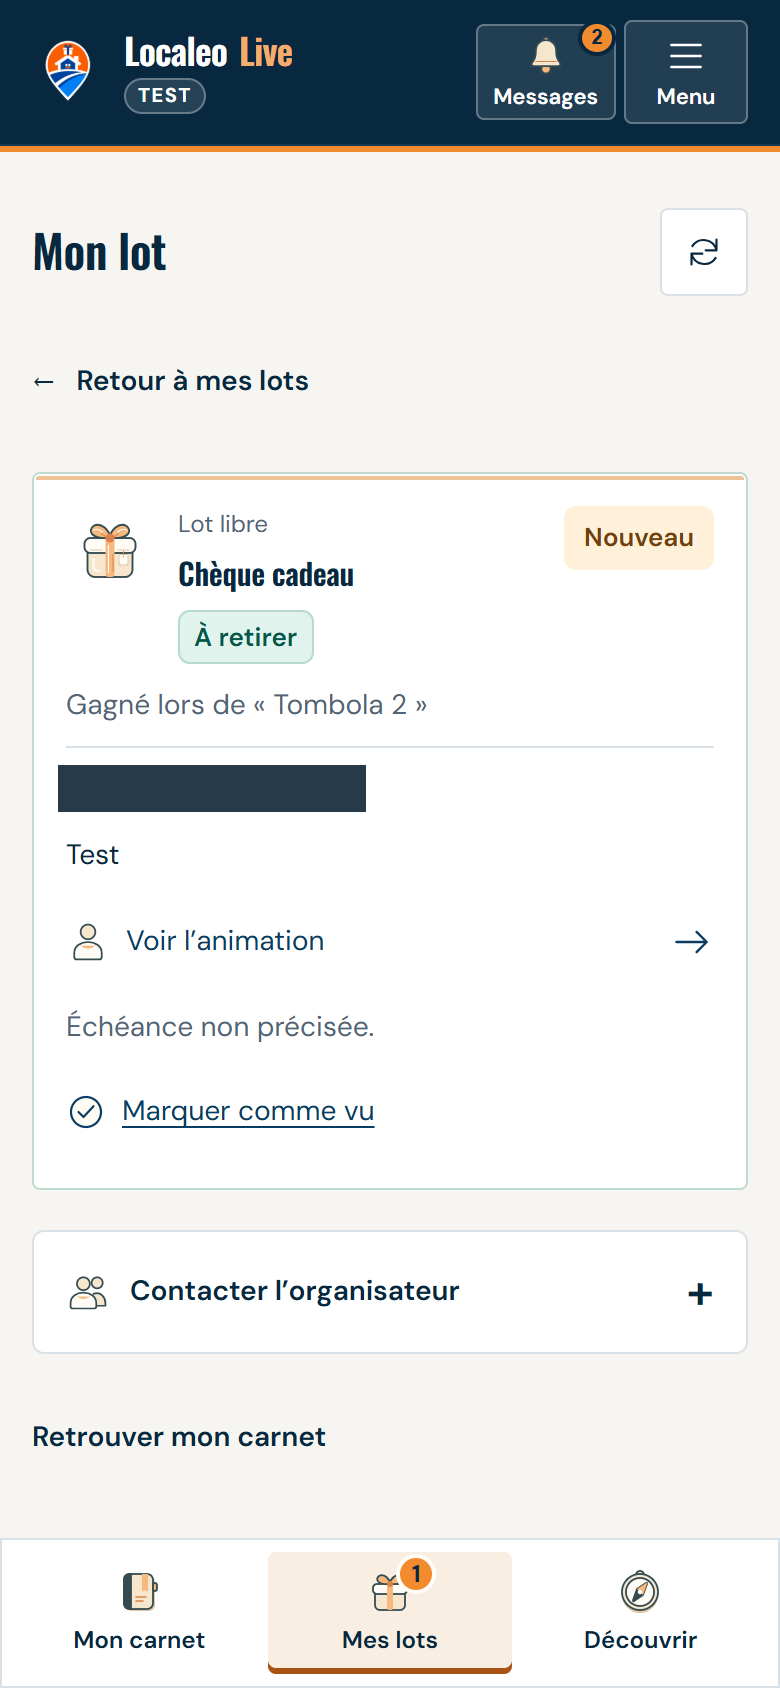 Localeo Live
TEST
2
Messages
Menu
Mon lot
← Retour à mes lots
Lot libre
Nouveau
Chèque cadeau
À retirer
Gagné lors de « Tombola 2 »
Test
Voir l’animation →
Échéance non précisée.
Marquer comme vu
Contacter l’organisateur +
Retrouver mon carnet
1
Mon carnet
Mes lots
Découvrir